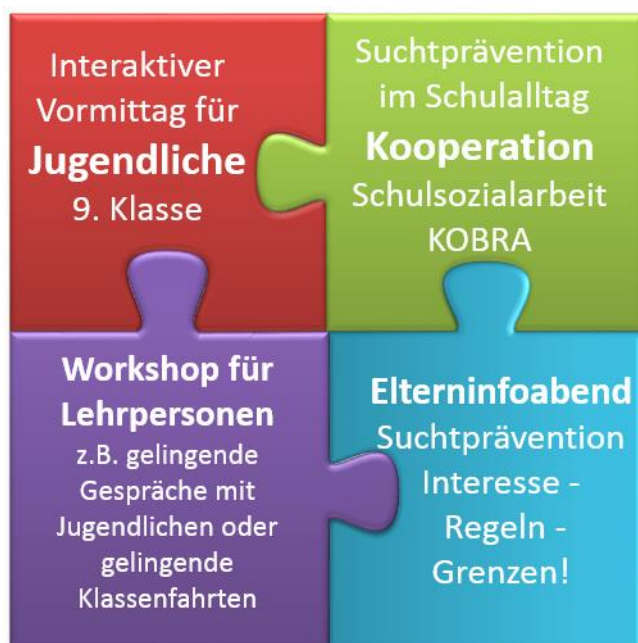 Interaktiver
Vormittag für
Jugendliche
9. Klasse
Suchtprävention
im Schulalltag
Kooperation
Schulsozialarbeit
KOBRA
Workshop für
Lehrpersonen
z.B. gelingende
Gespräche mit
Jugendlichen oder
gelingende
Klassenfahrten
Elterninfoabend
Suchtprävention
Interesse -
Regeln -
Grenzen!